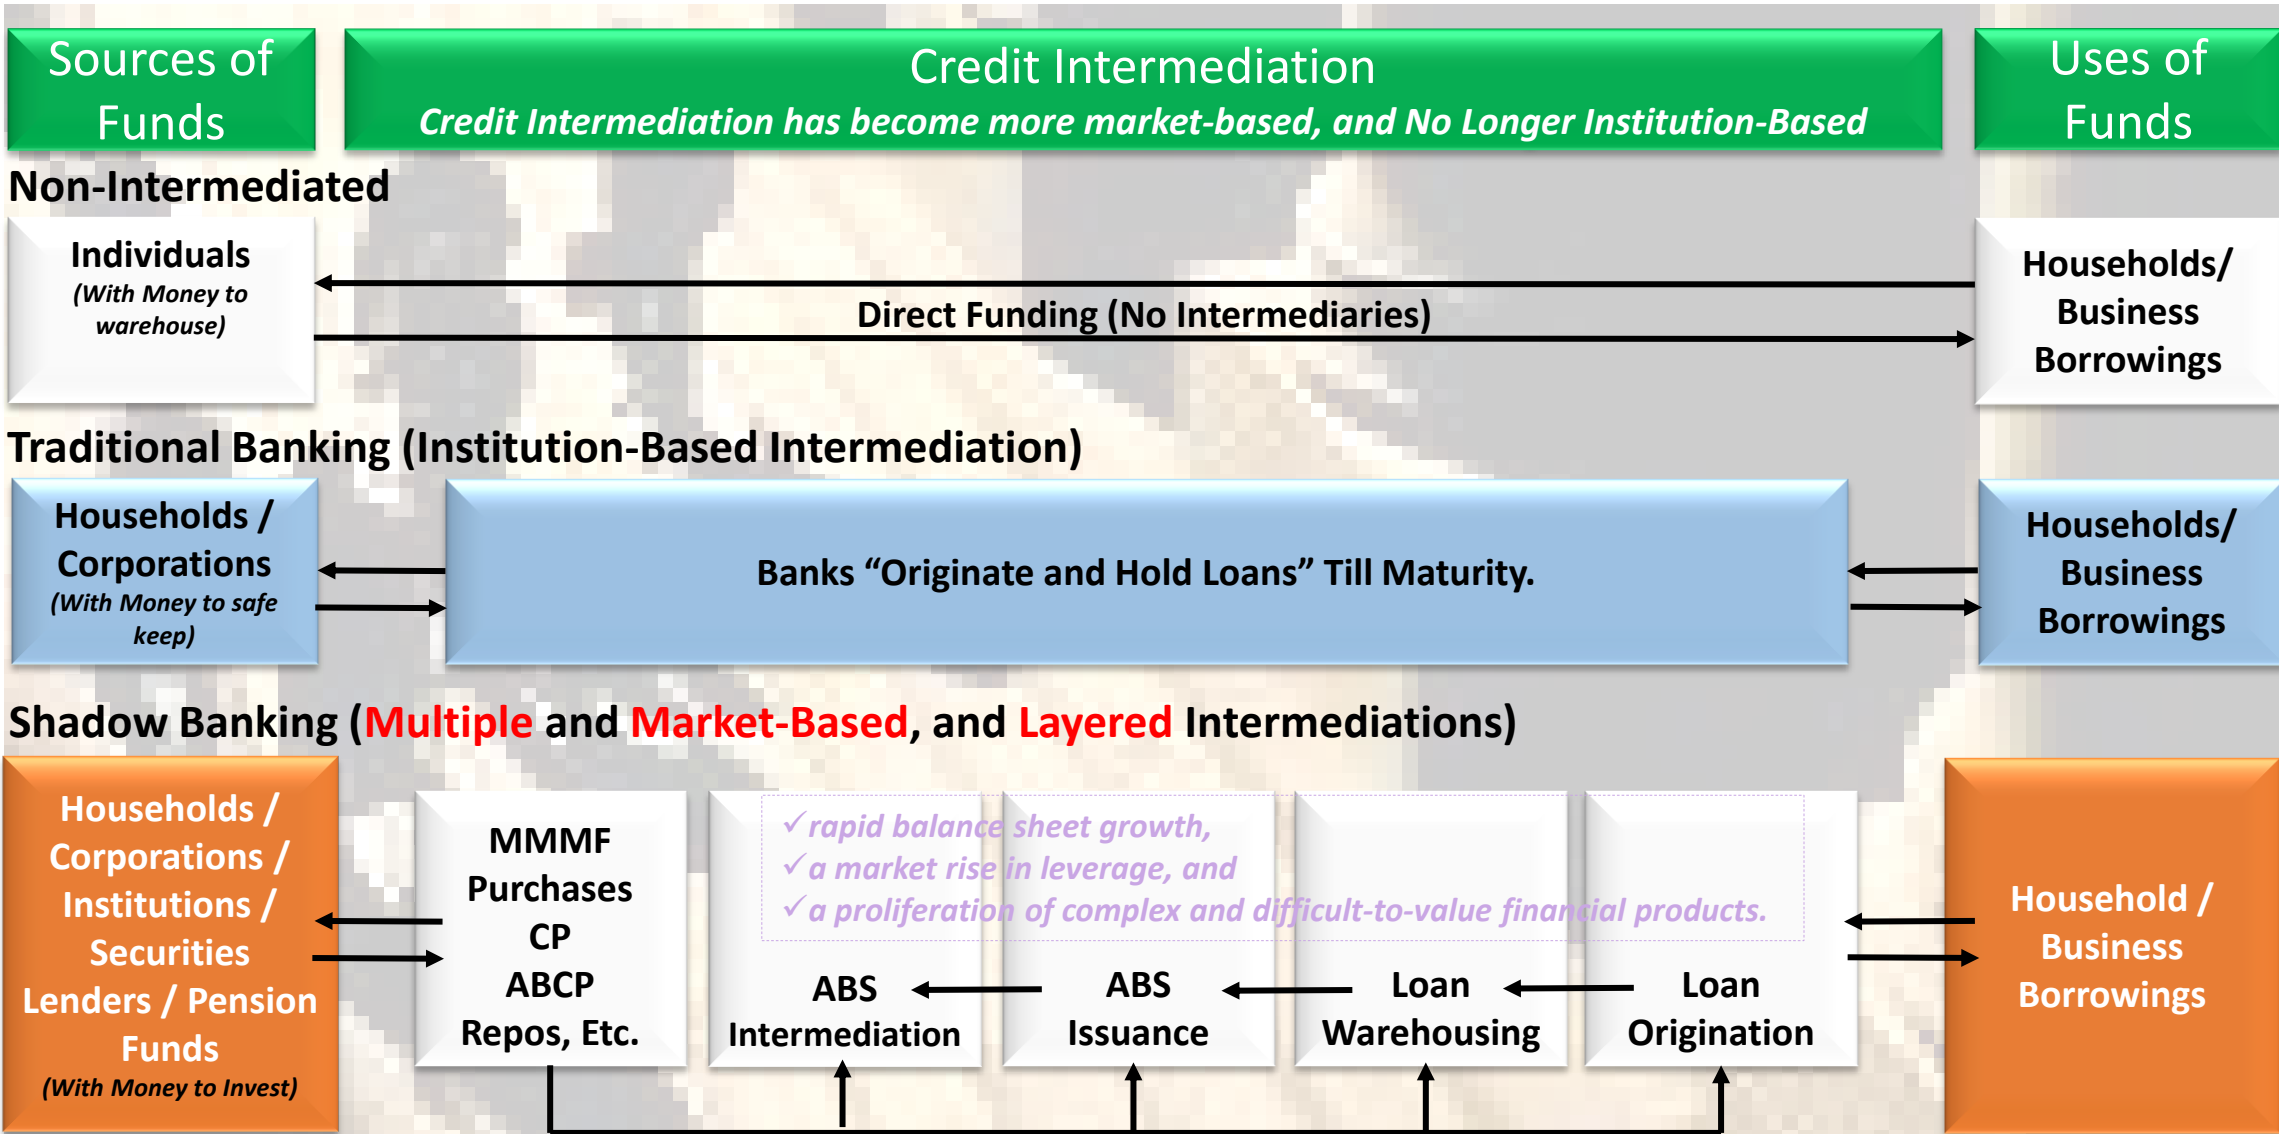 Sources of
Funds
Credit Intermediation
Credit Intermediation has become more market-based, and No Longer Institution-Based
Uses of
Funds
Non-Intermediated
Individuals
(With Money to
warehouse)
Direct Funding (No Intermediaries)
Households/
Business
Borrowings
Traditional Banking (Institution-Based Intermediation)
Households /
Corporations
(With Money to safe
keep)
Banks “Originate and Hold Loans” Till Maturity.
Households/
Business
Borrowings
Shadow Banking (Multiple and Market-Based, and Layered Intermediations)
Households /
Corporations /
Institutions /
Securities
Lenders / Pension
Funds
(With Money to Invest)
MMMF
Purchases
CP
ABCP
Repos, Etc.
✓rapid balance sheet growth,
✓a market rise in leverage, and
✓a proliferation of complex and difficult-to-value financial products.
ABS
Intermediation
ABS
Issuance
Loan
Warehousing
Loan
Origination
Household /
Business
Borrowings